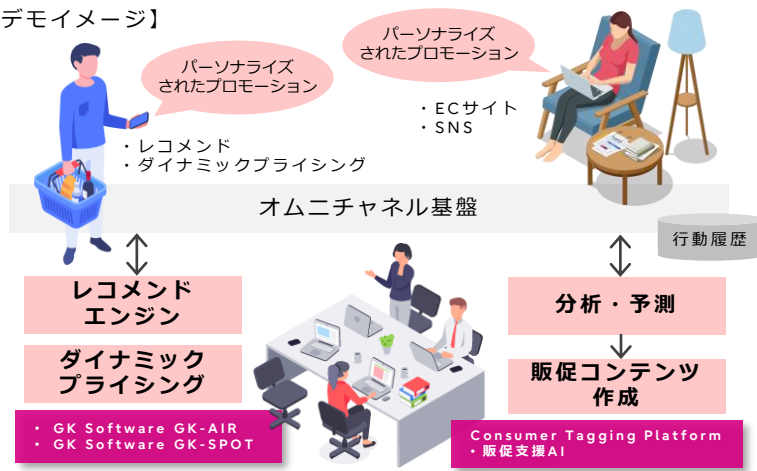 デモイメージ】
パーソナライズ
されたプロモーション
パーソナライズ
されたプロモーション
・レコメンド
・ダイナミックプライシング
・ECサイト
・SNS
オムニチャネル基盤
行動履歴
レコメンド
エンジン
ダイナミック
プライシング
・ GK Software GK-AIR
・ GK Software GK-SPOT
分析・予測
販促コンテンツ
作成
Consumer Tagging Platform
・販促支援AI